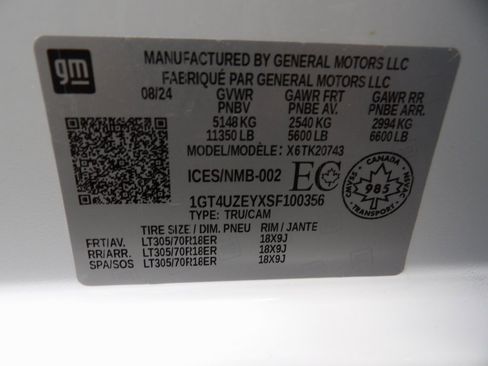 gm
MANUFACTURED BY GENERAL MOTORS LLC
FABRIQUÉ PAR GENERAL MOTORS LLC
08/24 GVWR GAWR FRT GAWR RR
PNBV PNBE AV. PNBE ARR.
5148 KG 2540 KG 2994 KG
11350 LB 5600 LB 6600 LB
MODEL/MODÈLE: X6TK20743
ICES/NMB-002 EC
CANADA
985
TRANSPORT
1GT4UZEYXSF100356
TYPE: TRU/CAM
TIRE SIZE / DIM. PNEU RIM / JANTE
FRT/AV. LT305/70R18ER 18X9J
RR/ARR. LT305/70R18ER 18X9J
SPA/SOS LT305/70R18ER 18X9J